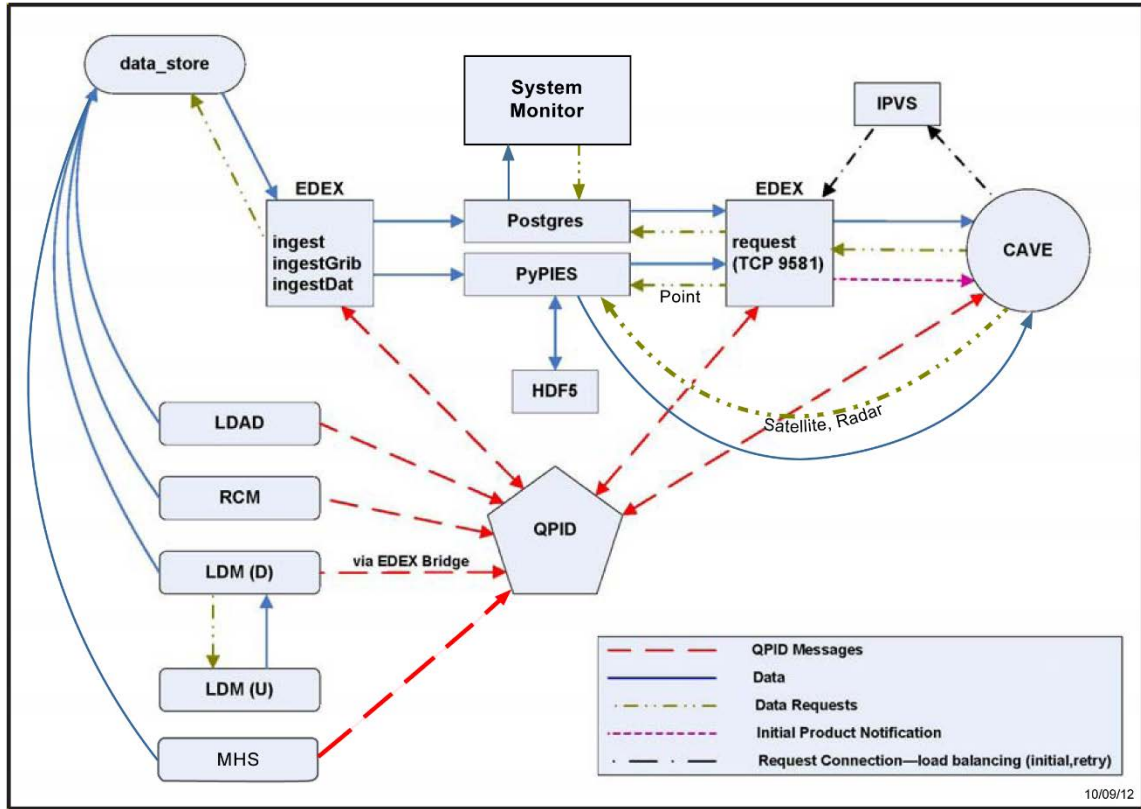 data_store
System
Monitor
IPVS
EDEX
EDEX
ingest
ingestGrib
ingestDat
Postgres
PyPIES
request
(TCP 9581)
CAVE
Point
HDF5
Satellite, Radar
LDAD
RCM
QPID
via EDEX Bridge
LDM (D)
LDM (U)
MHS
QPID Messages
Data
Data Requests
Initial Product Notification
Request Connection—load balancing (initial,retry)
10/09/12